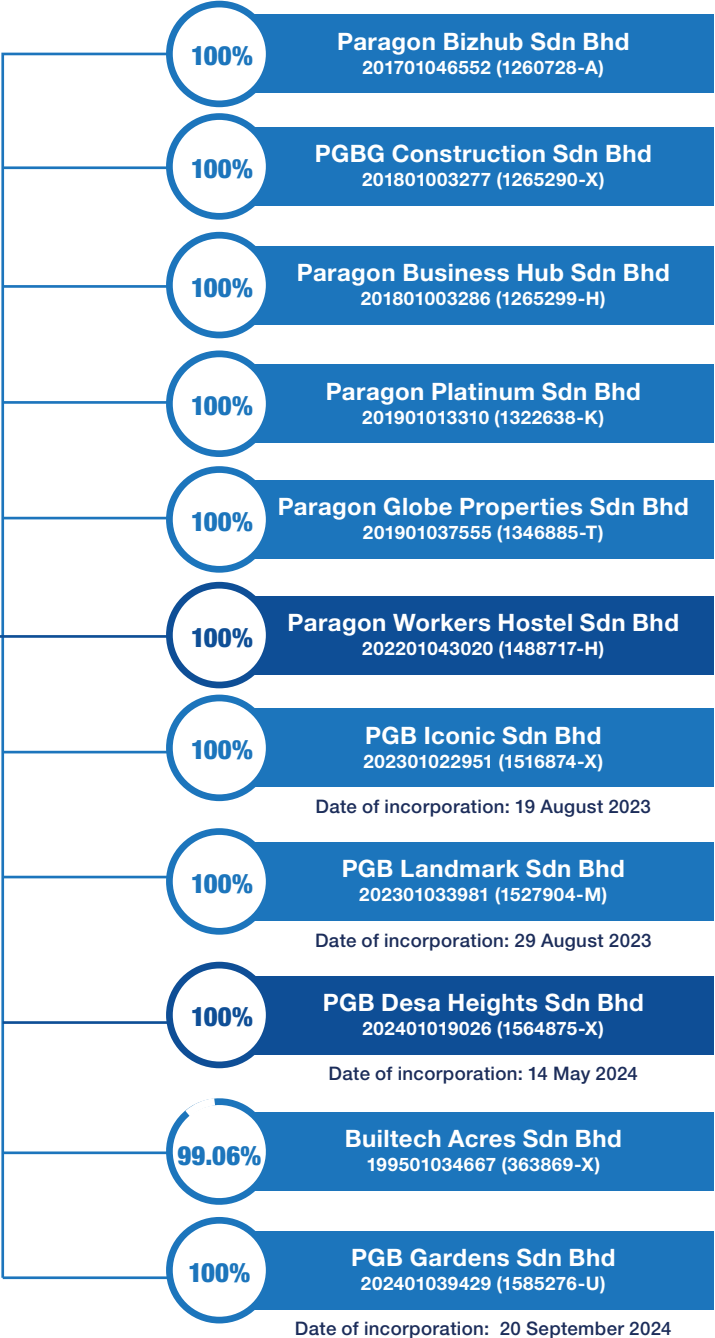 100%
Paragon Bizhub Sdn Bhd
201701046552 (1260728-A)
100%
PGBG Construction Sdn Bhd
201801003277 (1265290-X)
100%
Paragon Business Hub Sdn Bhd
201801003286 (1265299-H)
100%
Paragon Platinum Sdn Bhd
201901013310 (1322638-K)
100%
Paragon Globe Properties Sdn Bhd
201901037555 (1346885-T)
100%
Paragon Workers Hostel Sdn Bhd
202201043020 (1488717-H)
100%
PGB Iconic Sdn Bhd
202301022951 (1516874-X)
Date of incorporation: 19 August 2023
100%
PGB Landmark Sdn Bhd
202301033981 (1527904-M)
Date of incorporation: 29 August 2023
100%
PGB Desa Heights Sdn Bhd
202401019026 (1564875-X)
Date of incorporation: 14 May 2024
99.06%
Builtech Acres Sdn Bhd
199501034667 (363869-X)
100%
PGB Gardens Sdn Bhd
202401039429 (1585276-U)
Date of incorporation: 20 September 2024